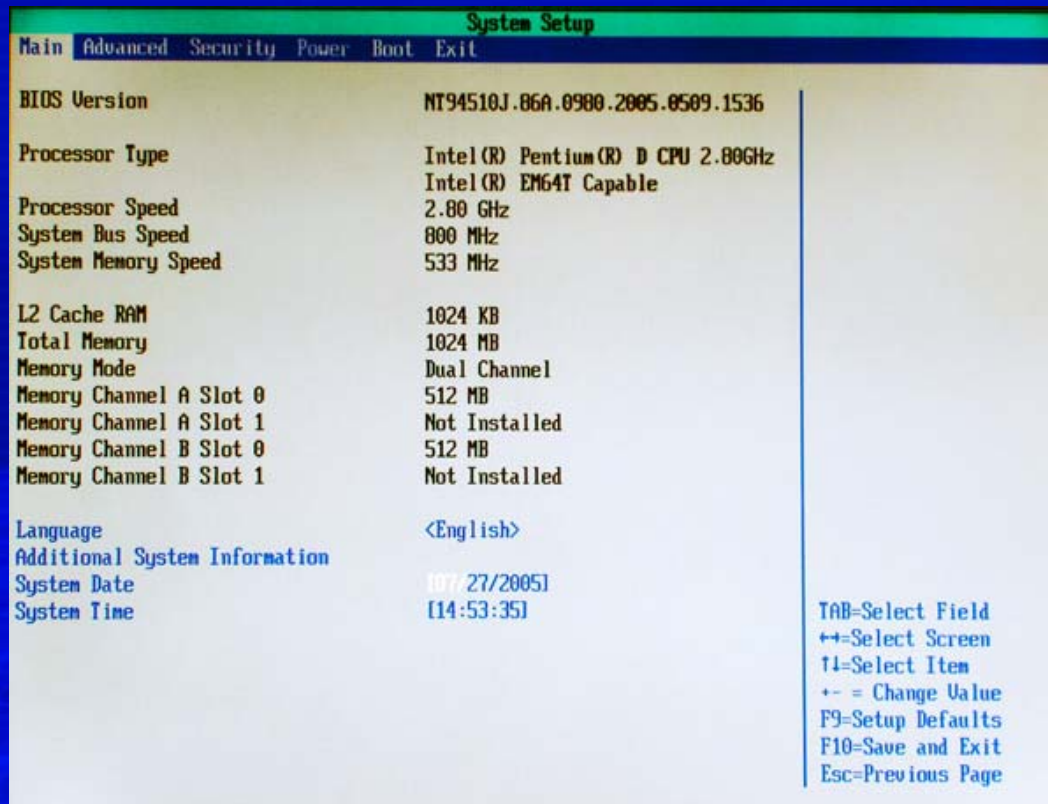 System Setup
Main Advanced Security Power Boot Exit
BIOS Version NT94510J.86A.0980.2005.0509.1536
Processor Type Intel(R) Pentium(R) D CPU 2.80GHz
Intel(R) EM64T Capable
Processor Speed 2.80 GHz
System Bus Speed 800 MHz
System Memory Speed 533 MHz
L2 Cache RAM 1024 KB
Total Memory 1024 MB
Memory Mode Dual Channel
Memory Channel A Slot 0 512 MB
Memory Channel A Slot 1 Not Installed
Memory Channel B Slot 0 512 MB
Memory Channel B Slot 1 Not Installed
Language <English>
Additional System Information
System Date [07/27/2005]
System Time [14:53:35]
TAB=Select Field
←→=Select Screen
↑↓=Select Item
+- = Change Value
F9=Setup Defaults
F10=Save and Exit
Esc=Previous Page